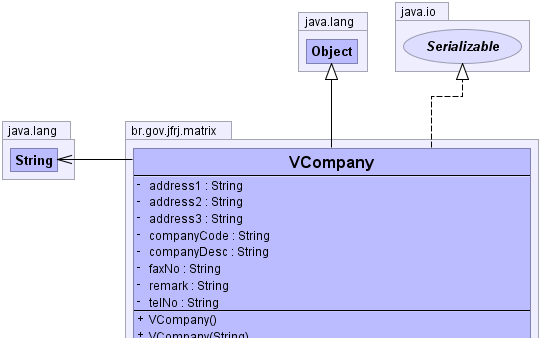 java.lang
Object
java.io
Serializable
java.lang
String
br.gov.jfrj.matrix
VCompany
- address1 : String
- address2 : String
- address3 : String
- companyCode : String
- companyDesc : String
- faxNo : String
- remark : String
- telNo : String
+ VCompany()
+ VCompany(String)